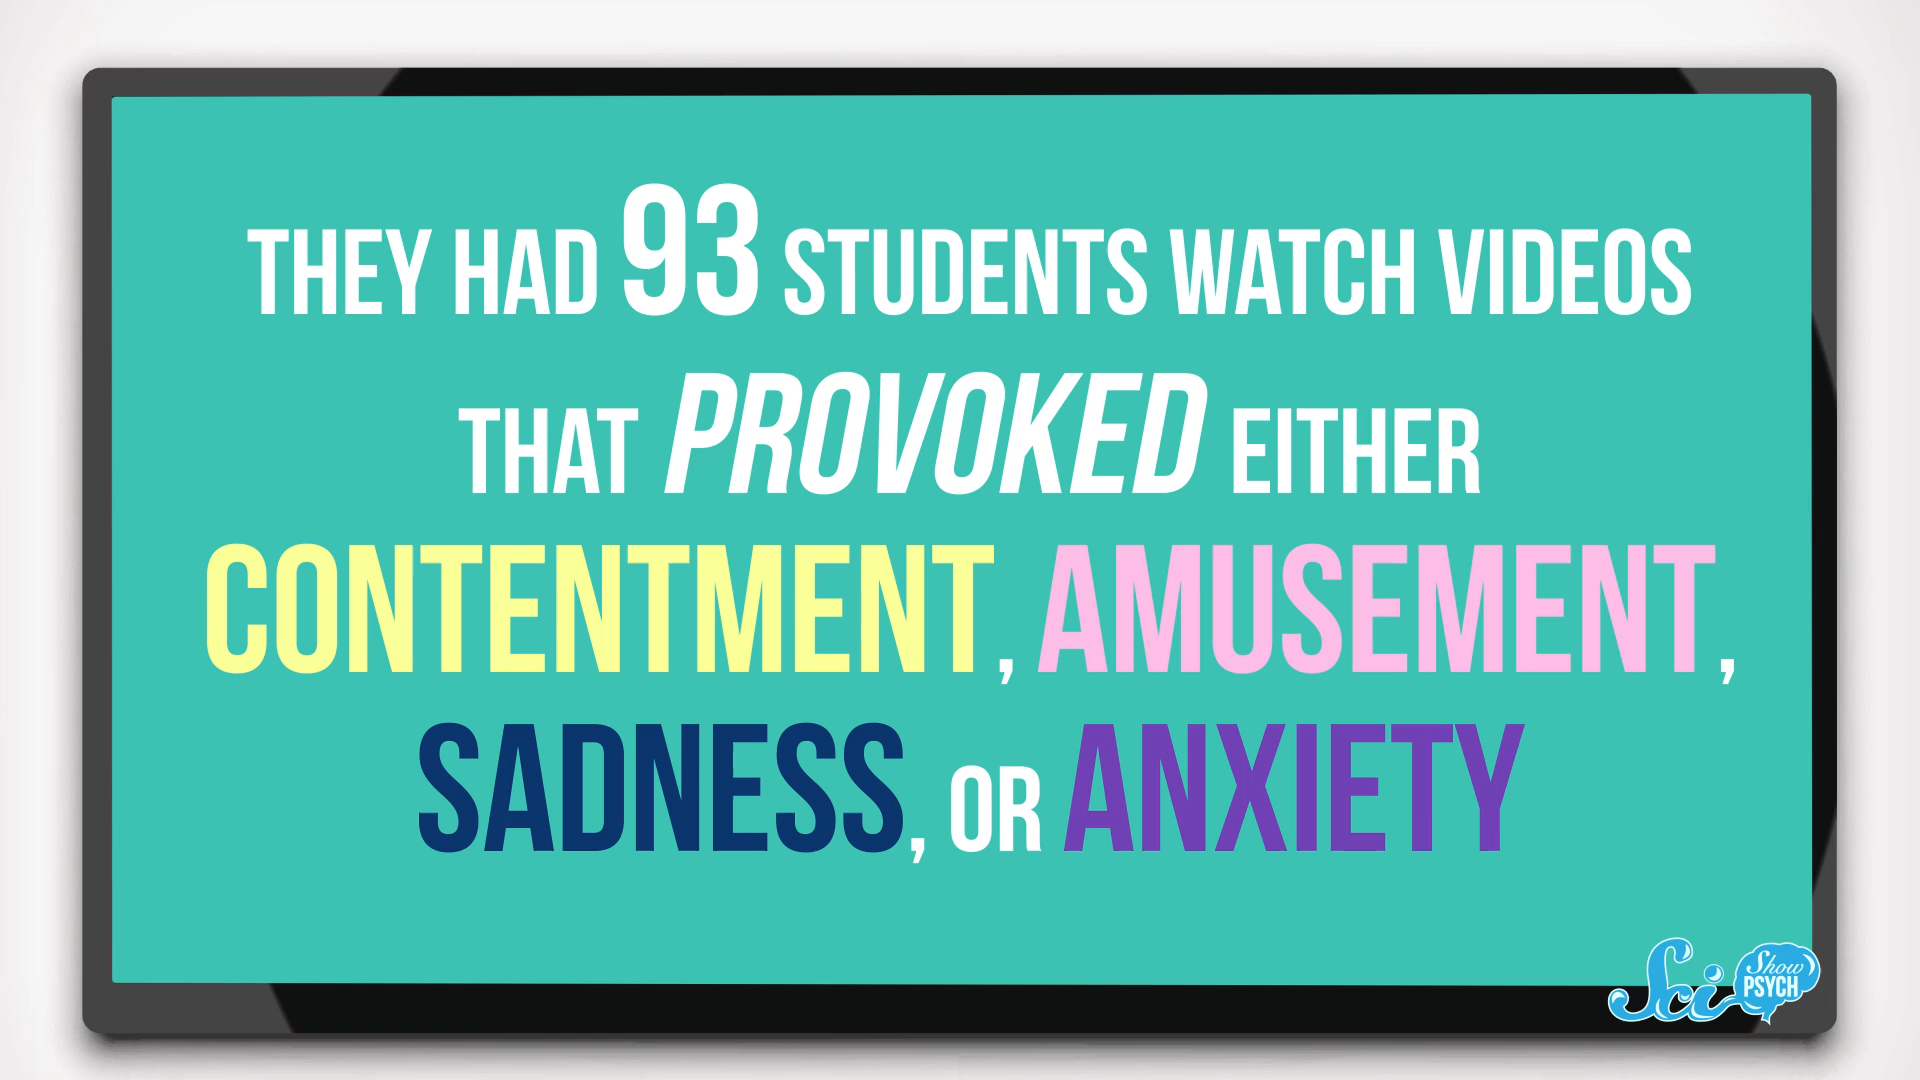 THEY HAD 93 STUDENTS WATCH VIDEOS
THAT PROVOKED EITHER
CONTENTMENT, AMUSEMENT,
SADNESS, OR ANXIETY
Sci Show
PSYCH